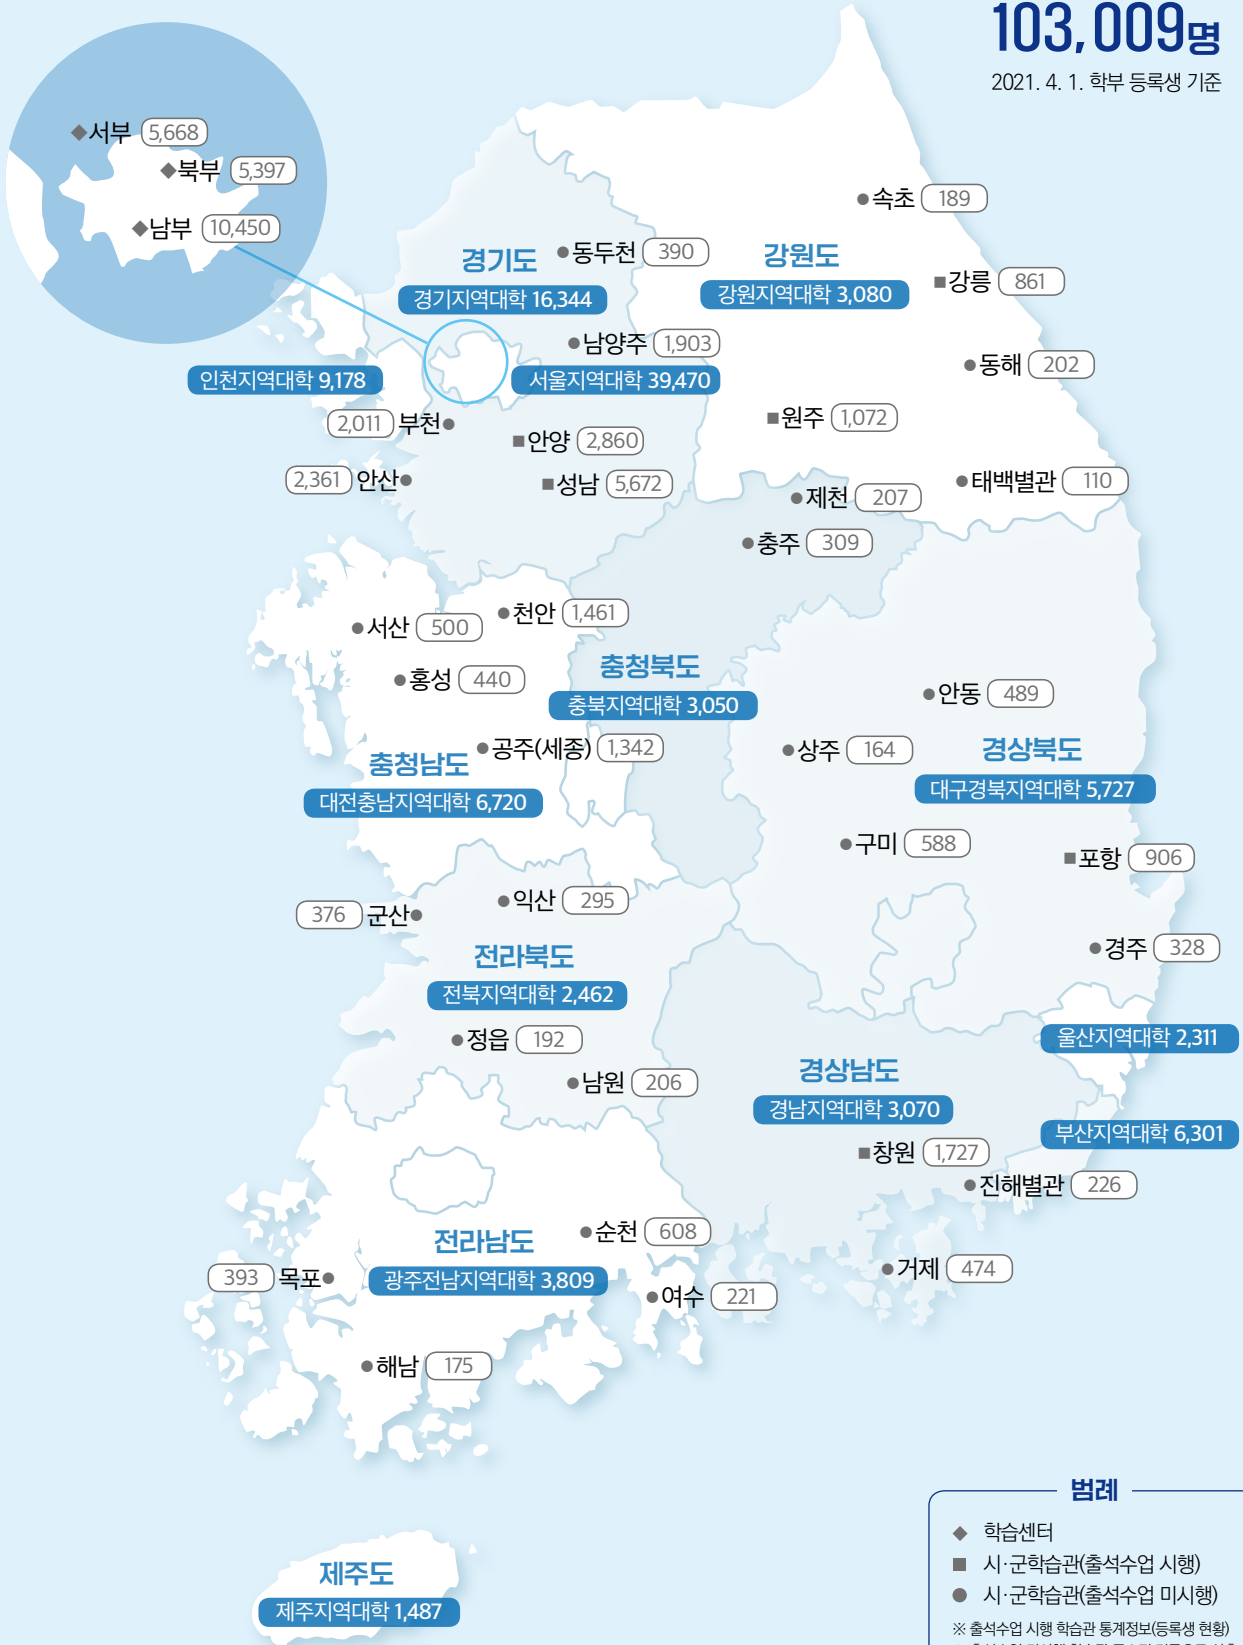 103,009명
2021. 4. 1. 학부 등록생 기준
서부 5,668
북부 5,397
남부 10,450
속초 189
경기도
동두천 390
강원도
강릉 861
경기지역대학 16,344
강원지역대학 3,080
남양주 1,903
동해 202
인천지역대학 9,178
서울지역대학 39,470
2,011 부천
원주 1,072
안양 2,860
2,361 안산
성남 5,672
태백별관 110
제천 207
충주 309
천안 1,461
서산 500
홍성 440
충청북도
충북지역대학 3,050
안동 489
공주(세종) 1,342
상주 164
경상북도
충청남도
대전충남지역대학 6,720
대구경북지역대학 5,727
구미 588
포항 906
익산 295
376 군산
전라북도
경주 328
전북지역대학 2,462
정읍 192
울산지역대학 2,311
남원 206
경상남도
경남지역대학 3,070
부산지역대학 6,301
창원 1,727
진해별관 226
순천 608
전라남도
393 목포
광주전남지역대학 3,809
거제 474
여수 221
해남 175
제주도
제주지역대학 1,487
범례
◆ 학습센터
■ 시·군학습관(출석수업 시행)
● 시·군학습관(출석수업 미시행)
※ 출석수업 시행 학습관 통계정보(등록생 현황)